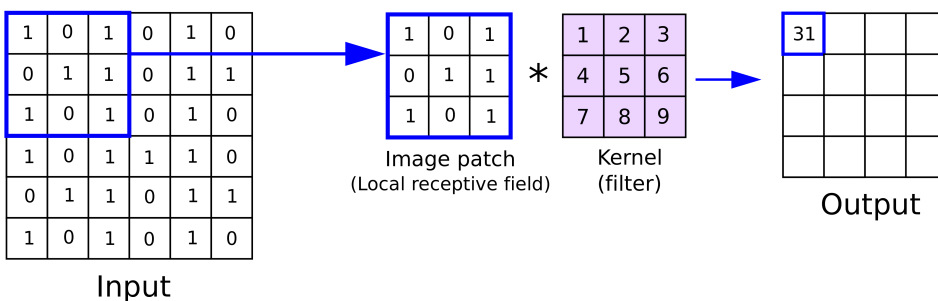 1 0 1 0 1 0
0 1 1 0 1 1
1 0 1 0 1 0
1 0 1 1 1 0
0 1 1 0 1 1
1 0 1 0 1 0
Input
1 0 1
0 1 1
1 0 1
Image patch
(Local receptive field)
*
1 2 3
4 5 6
7 8 9
Kernel
(filter)
31
Output